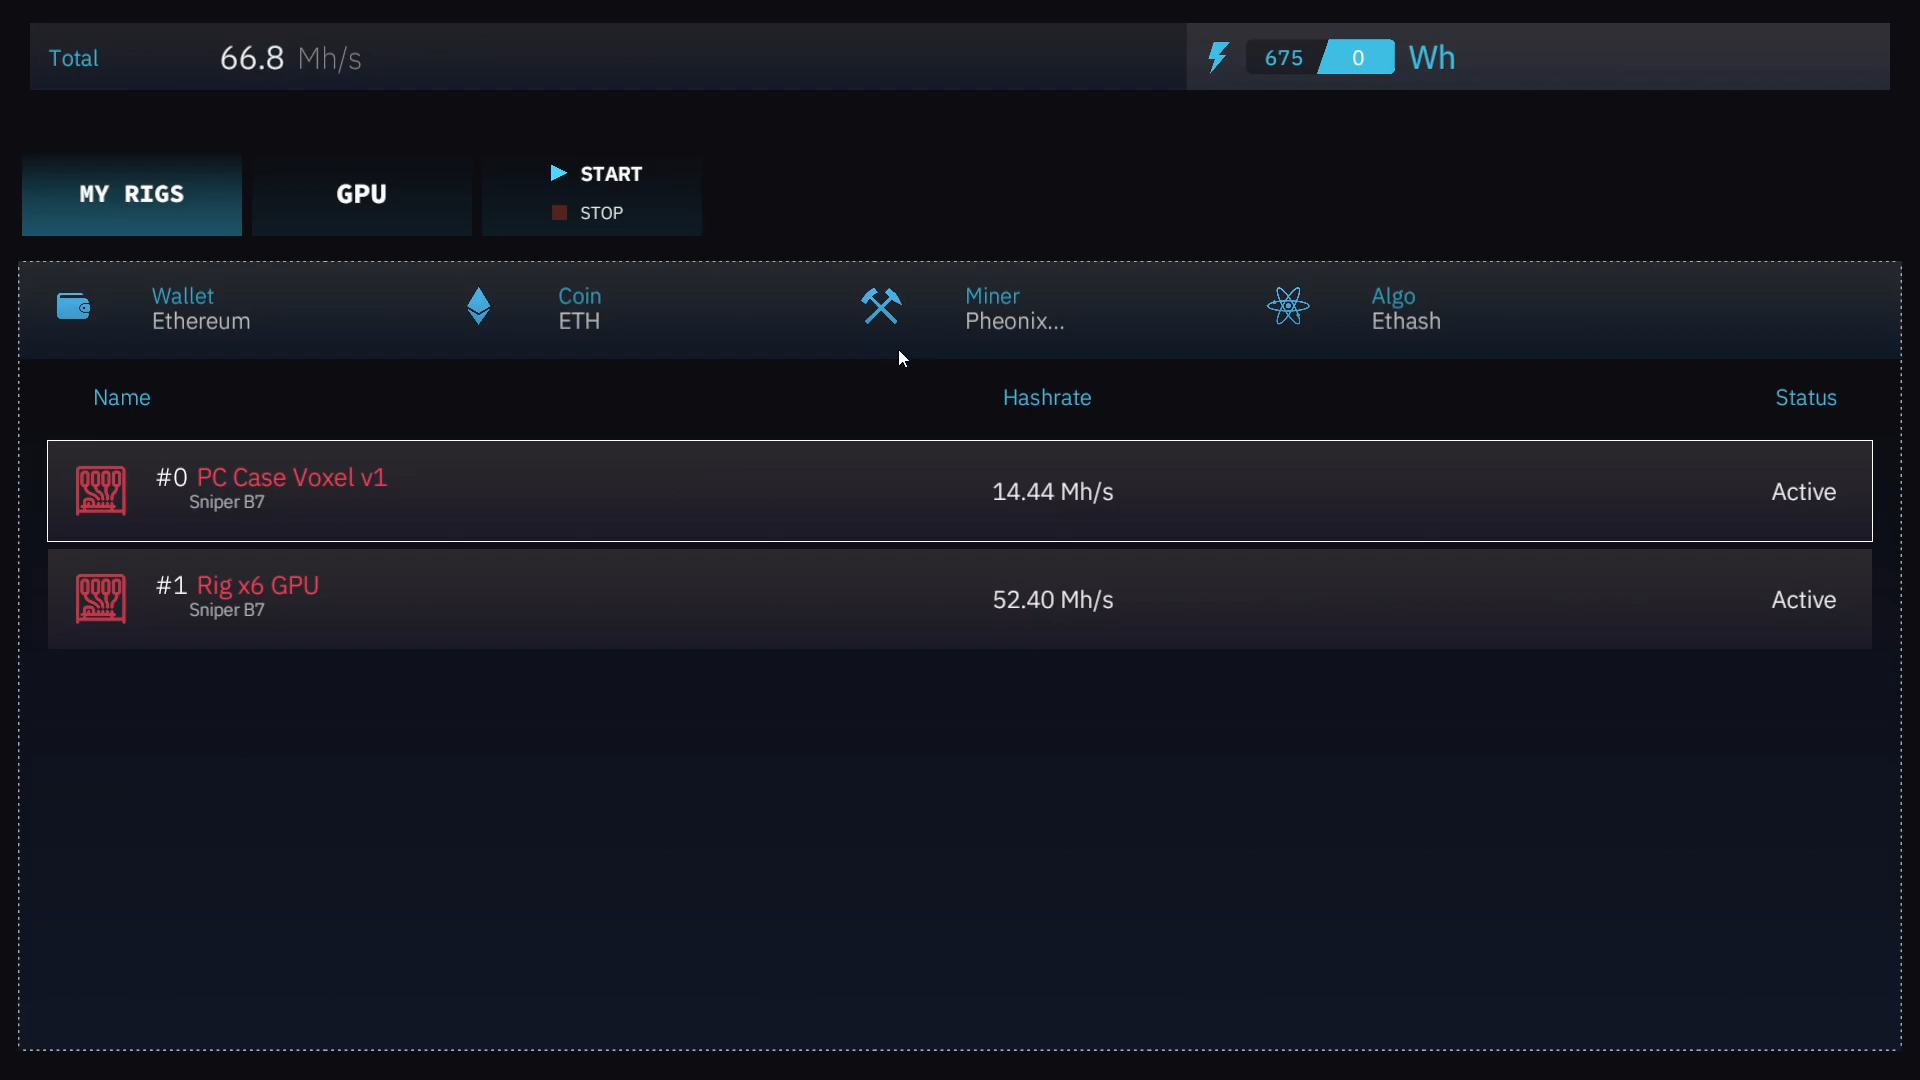 Total 66.8 Mh/s 675 0 Wh
MY RIGS GPU START
STOP
Wallet Coin Miner Algo
Ethereum ETH Pheonix... Ethash
Name Hashrate Status
#0 PC Case Voxel v1 14.44 Mh/s Active
Sniper B7
#1 Rig x6 GPU 52.40 Mh/s Active
Sniper B7